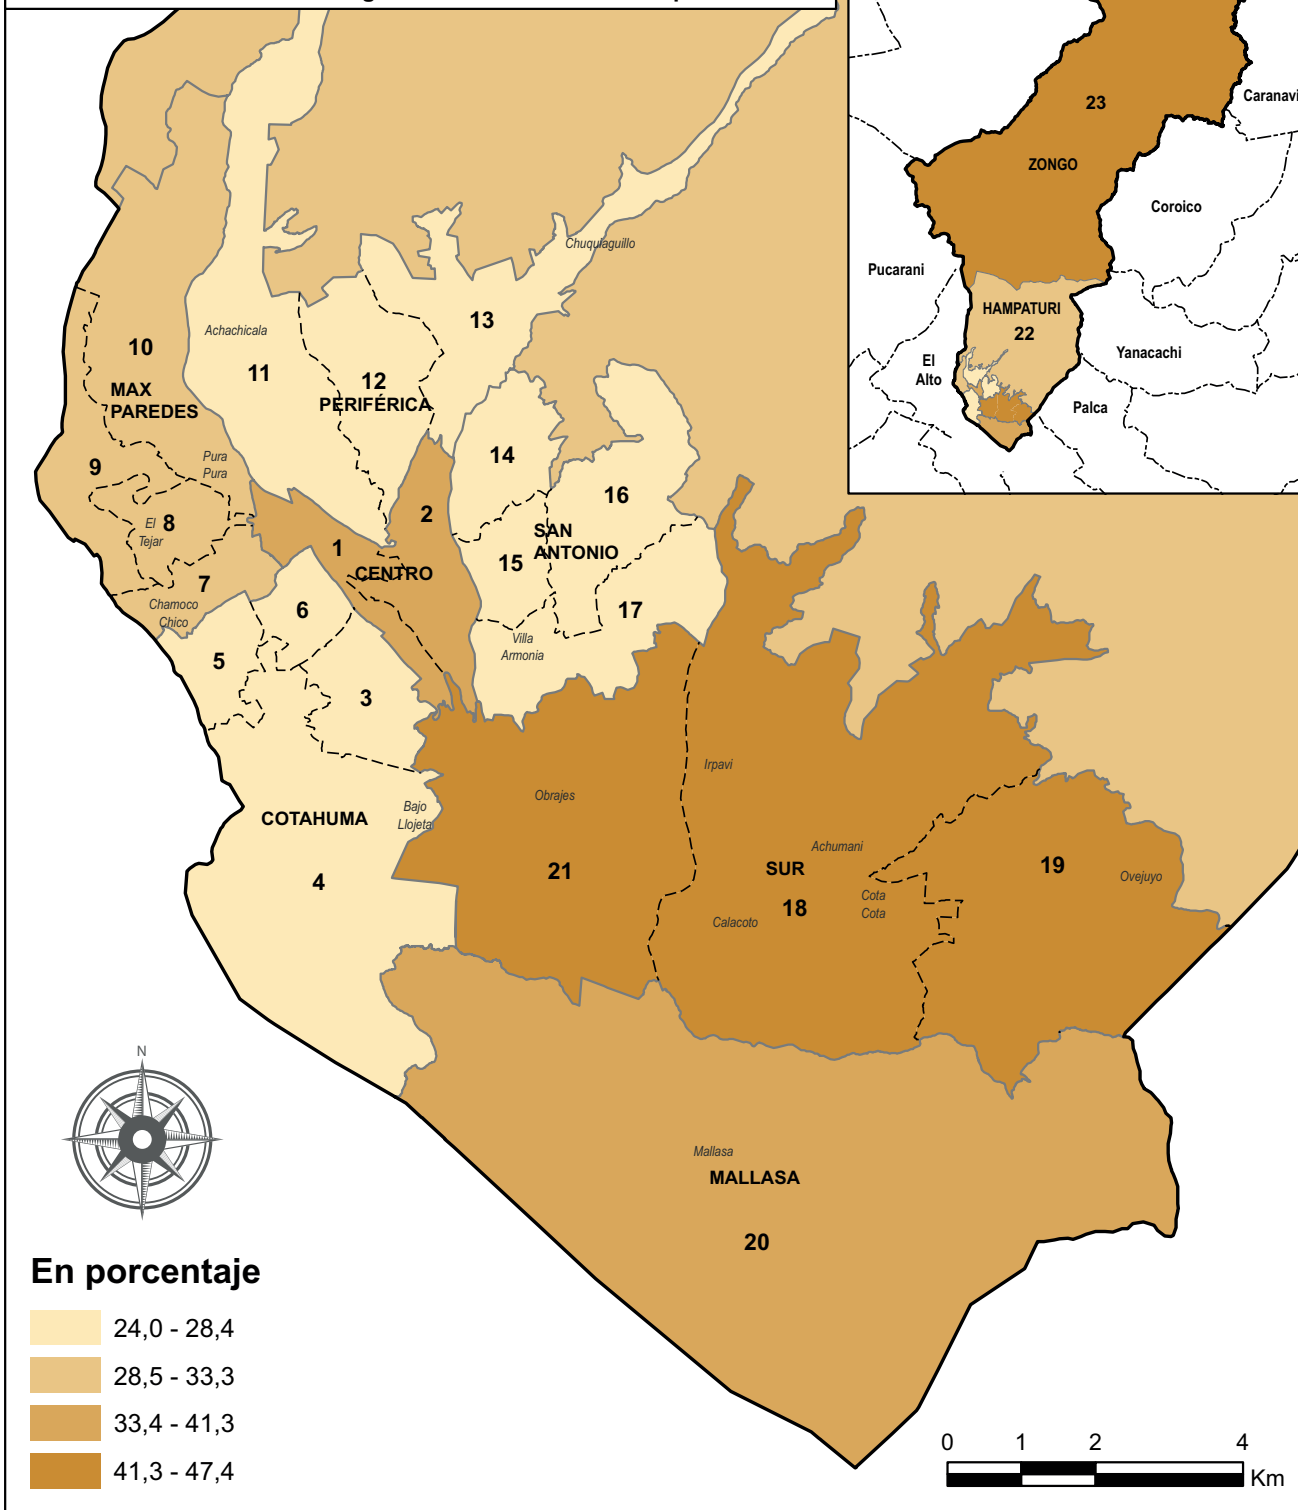 23
Caranavi
ZONGO
Coroico
Pucarani
HAMPATURI
22
El
Alto
Yanacachi
Palca
Chuquiaguillo
Achachicala
13
10
11
12
MAX
PAREDES
PERIFÉRICA
Pura
Pura
9
14
16
El
Tejar
8
2
SAN
ANTONIO
1
CENTRO
15
7
Chamoco
Chico
6
17
Villa
Armonia
5
3
Irpavi
Obrajes
Bajo
Llojeta
COTAHUMA
Achumani
4
21
SUR
18
19
Ovejuyo
Cota
Cota
Calacoto
N
Mallasa
MALLASA
20
En porcentaje
24,0 - 28,4
28,5 - 33,3
33,4 - 41,3
41,3 - 47,4
0 1 2 4
Km